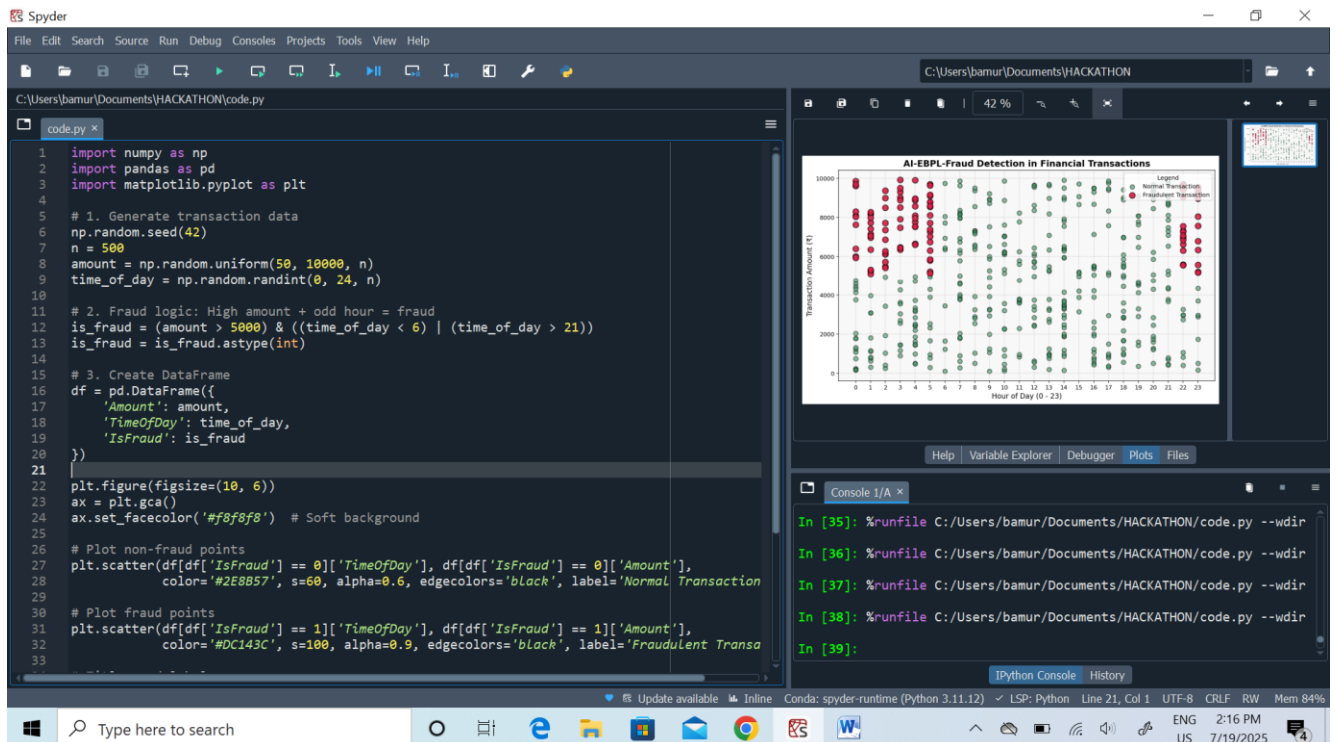 Spyder
File Edit Search Source Run Debug Consoles Projects Tools View Help
C:\Users\bamur\Documents\HACKATHON
C:\Users\bamur\Documents\HACKATHON\code.py
code.py
1 import numpy as np
2 import pandas as pd
3 import matplotlib.pyplot as plt
4
5 # 1. Generate transaction data
6 np.random.seed(42)
7 n = 500
8 amount = np.random.uniform(50, 10000, n)
9 time_of_day = np.random.randint(0, 24, n)
10
11 # 2. Fraud logic: High amount + odd hour = fraud
12 is_fraud = (amount > 5000) & ((time_of_day < 6) | (time_of_day > 21))
13 is_fraud = is_fraud.astype(int)
14
15 # 3. Create DataFrame
16 df = pd.DataFrame({
17 'Amount': amount,
18 'TimeOfDay': time_of_day,
19 'IsFraud': is_fraud
20 })
21
22 plt.figure(figsize=(10, 6))
23 ax = plt.gca()
24 ax.set_facecolor('#f8f8f8') # Soft background
25
26 # Plot non-fraud points
27 plt.scatter(df[df['IsFraud'] == 0]['TimeOfDay'], df[df['IsFraud'] == 0]['Amount'],
28 color='#2E8B57', s=60, alpha=0.6, edgecolors='black', label='Normal Transaction
29
30 # Plot fraud points
31 plt.scatter(df[df['IsFraud'] == 1]['TimeOfDay'], df[df['IsFraud'] == 1]['Amount'],
32 color='#DC143C', s=100, alpha=0.9, edgecolors='black', label='Fraudulent Transa
33
42 %
AI-EBPL-Fraud Detection in Financial Transactions
Legend
Normal Transaction
Fraudulent Transaction
Transaction Amount (₹)
10000
8000
6000
4000
2000
0
0 1 2 3 4 5 6 7 8 9 10 11 12 13 14 15 16 17 18 19 20 21 22 23
Hour of Day (0 - 23)
Help Variable Explorer Debugger Plots Files
Console 1/A
In [35]: %runfile C:/Users/bamur/Documents/HACKATHON/code.py --wdir
In [36]: %runfile C:/Users/bamur/Documents/HACKATHON/code.py --wdir
In [37]: %runfile C:/Users/bamur/Documents/HACKATHON/code.py --wdir
In [38]: %runfile C:/Users/bamur/Documents/HACKATHON/code.py --wdir
In [39]:
IPython Console History
Update available Inline Conda: spyder-runtime (Python 3.11.12) LSP: Python Line 21, Col 1 UTF-8 CRLF RW Mem 84%
Type here to search
ENG 2:16 PM
US 7/19/2025
4